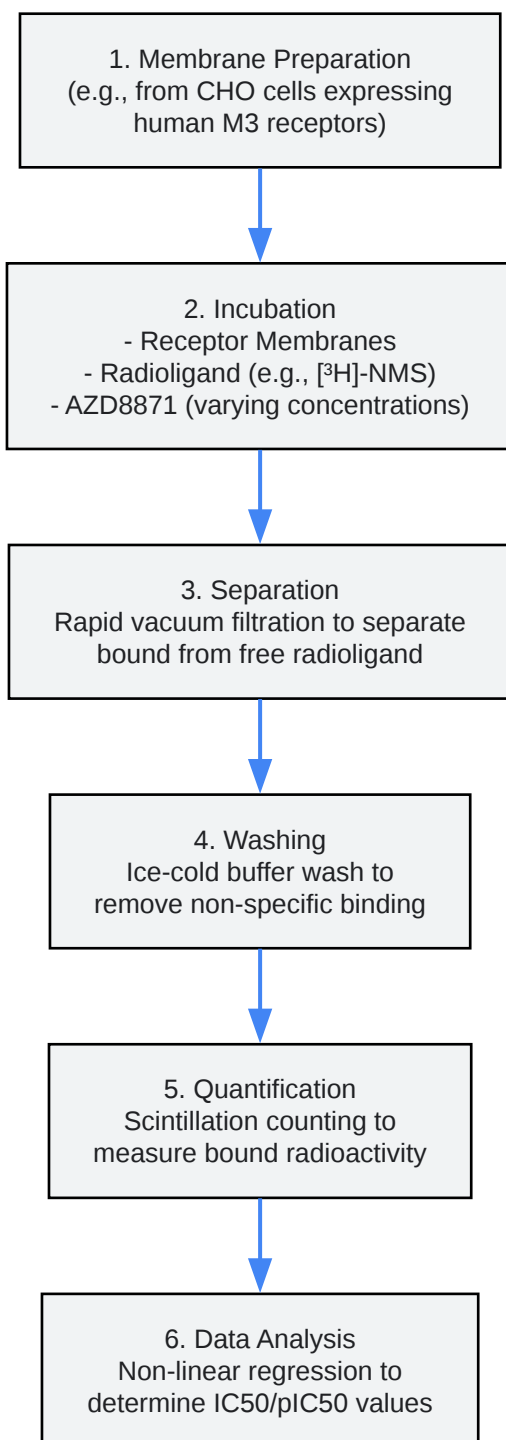 1. Membrane Preparation
(e.g., from CHO cells expressing
human M3 receptors)
2. Incubation
- Receptor Membranes
- Radioligand (e.g., [³H]-NMS)
- AZD8871 (varying concentrations)
3. Separation
Rapid vacuum filtration to separate
bound from free radioligand
4. Washing
Ice-cold buffer wash to
remove non-specific binding
5. Quantification
Scintillation counting to
measure bound radioactivity
6. Data Analysis
Non-linear regression to
determine IC50/pIC50 values